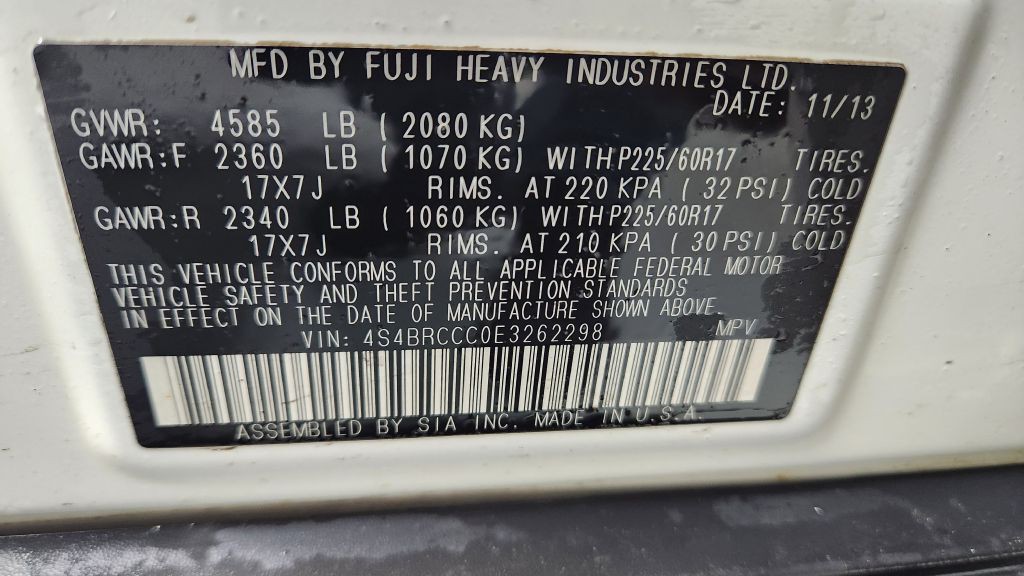 MFD BY FUJI HEAVY INDUSTRIES LTD.
DATE: 11/13
GVWR: 4585 LB ( 2080 KG)
GAWR:F 2360 LB ( 1070 KG) WITH P225/60R17 TIRES.
17X7J RIMS. AT 220 KPA ( 32 PSI) COLD
GAWR:R 2340 LB ( 1060 KG) WITH P225/60R17 TIRES.
17X7J RIMS. AT 210 KPA ( 30 PSI) COLD
THIS VEHICLE CONFORMS TO ALL APPLICABLE FEDERAL MOTOR
VEHICLE SAFETY AND THEFT PREVENTION STANDARDS
IN EFFECT ON THE DATE OF MANUFACTURE SHOWN ABOVE.
VIN: 4S4BRCCC0E3262298 MPV
ASSEMBLED BY SIA INC. MADE IN U.S.A.